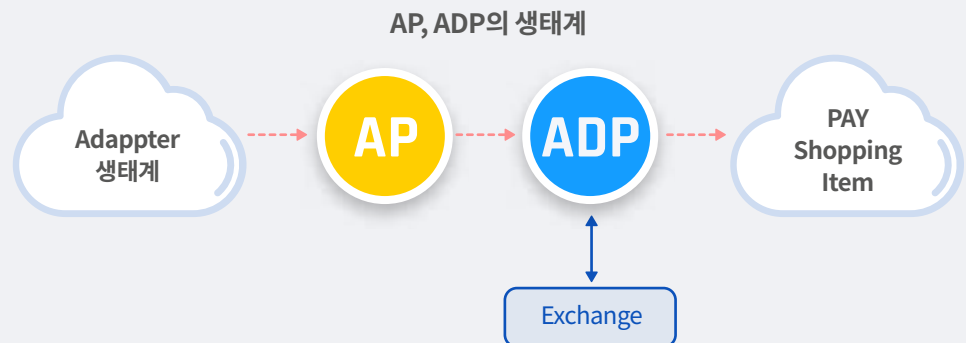 AP, ADP의 생태계
Adappter
생태계
AP
ADP
PAY
Shopping
Item
Exchange